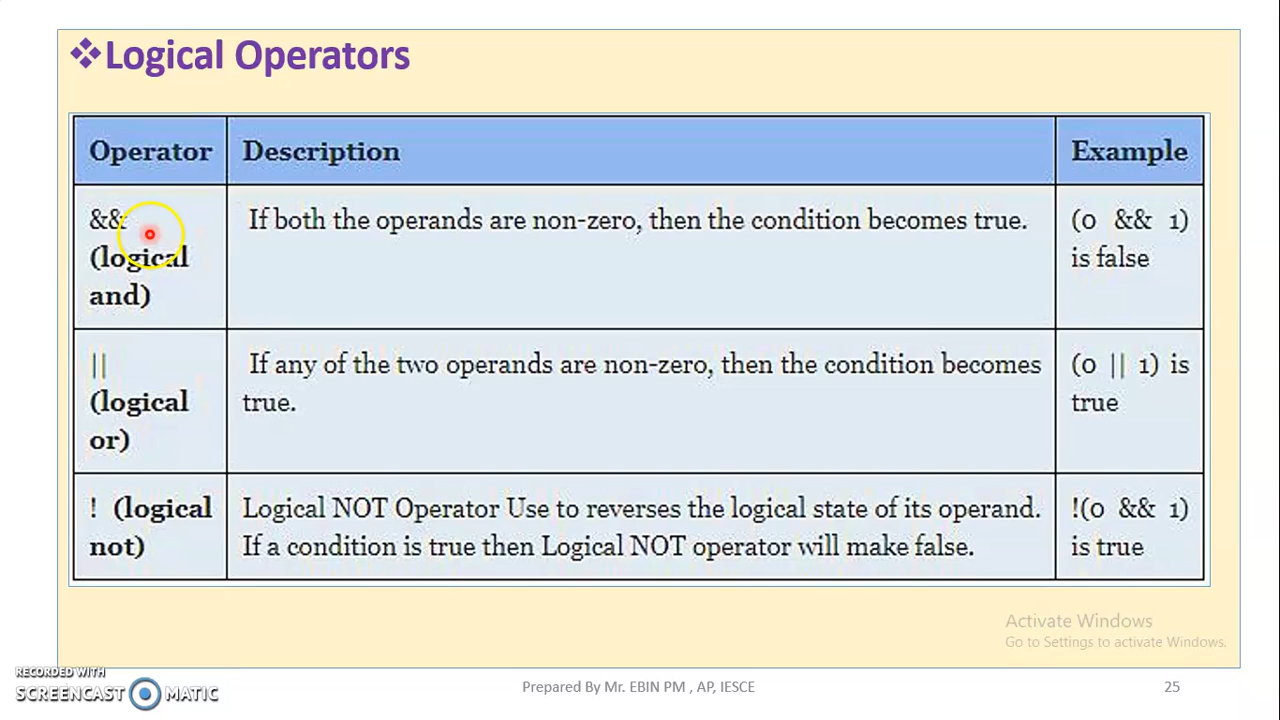 ❖Logical Operators
Operator Description Example
&& If both the operands are non-zero, then the condition becomes true. (0 && 1)
(logical is false
and)
|| If any of the two operands are non-zero, then the condition becomes (0 || 1) is
(logical true. true
or)
! (logical Logical NOT Operator Use to reverses the logical state of its operand. !(0 && 1)
not) If a condition is true then Logical NOT operator will make false. is true
Activate Windows
Go to Settings to activate Windows.
RECORDED WITH
SCREENCAST MATIC
Prepared By Mr. EBIN PM , AP, IESCE
25